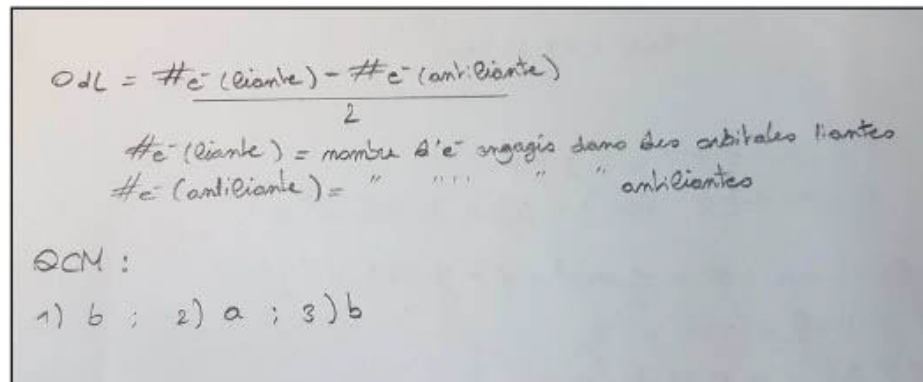 OdL = #e⁻ (liante) - #e⁻ (antiliante)
2
#e⁻ (liante) = nombre d'e⁻ engagés dans des orbitales liantes
#e⁻ (antiliante) = " " " " " antiliantes
QCM :
1) b ; 2) a ; 3) b